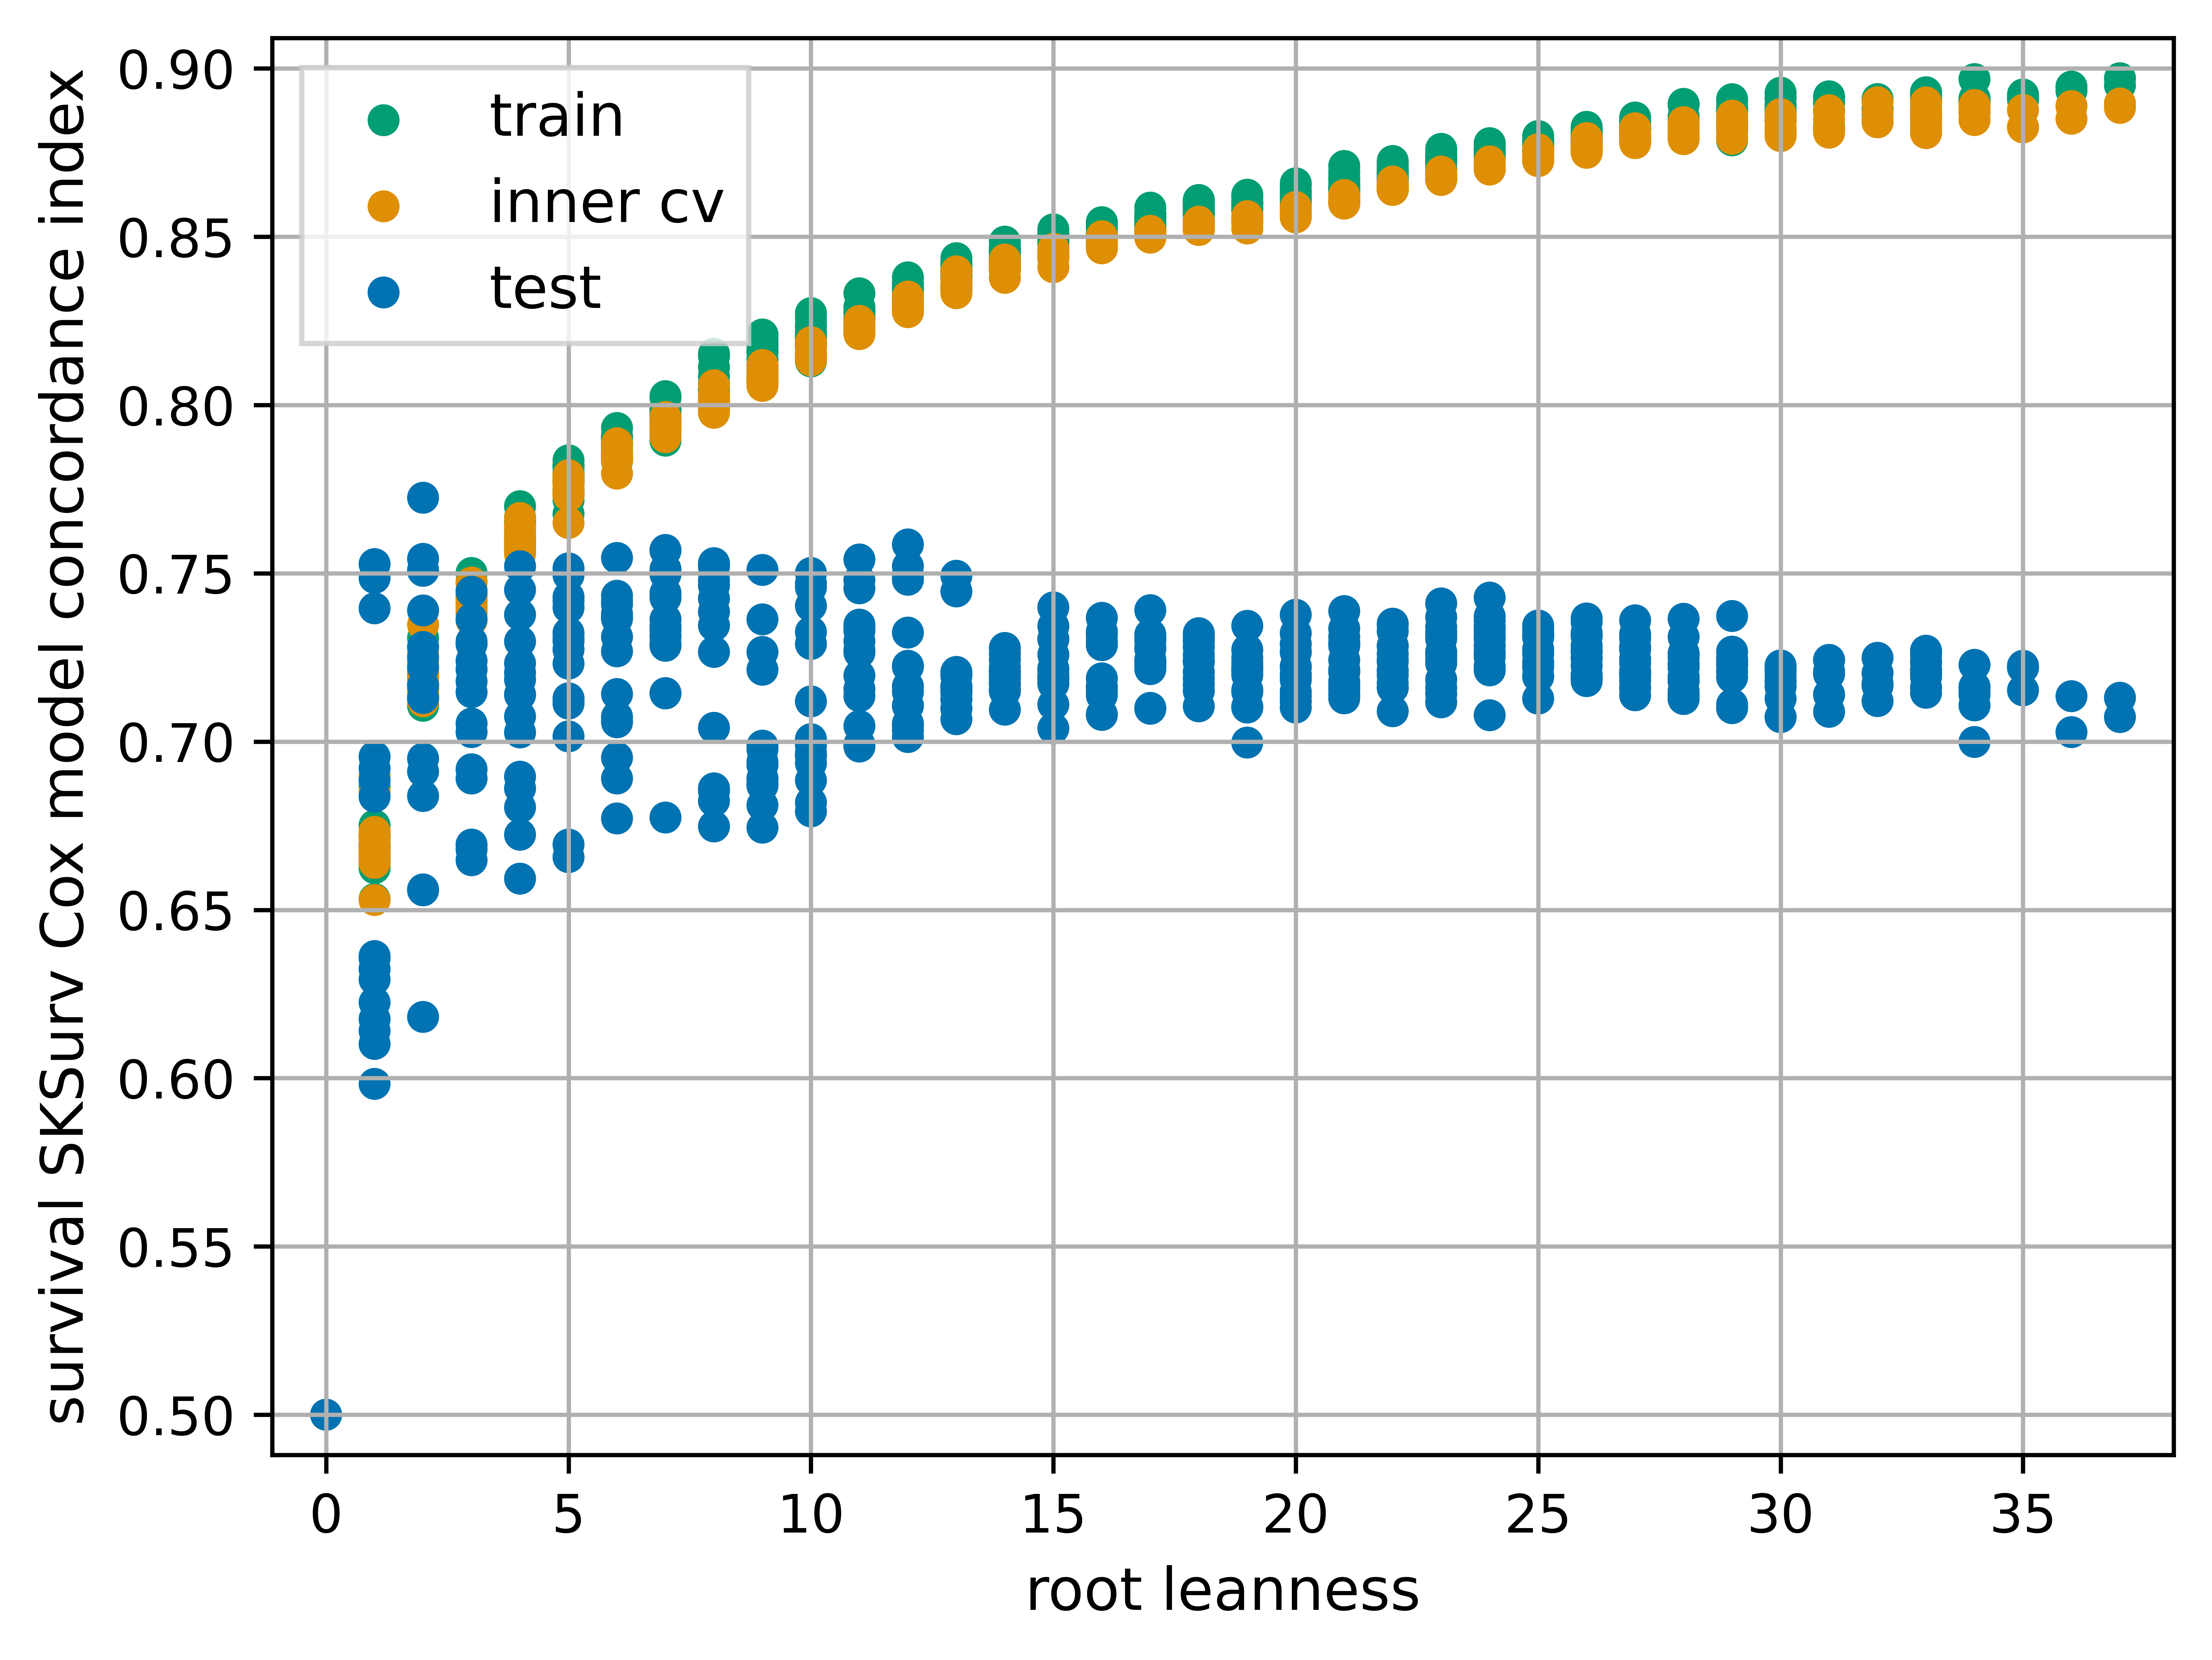 survival SKSurv Cox model concordance index
0.90
0.85
0.80
0.75
0.70
0.65
0.60
0.55
0.50
train
inner cv
test
0 5 10 15 20 25 30 35
root leanness